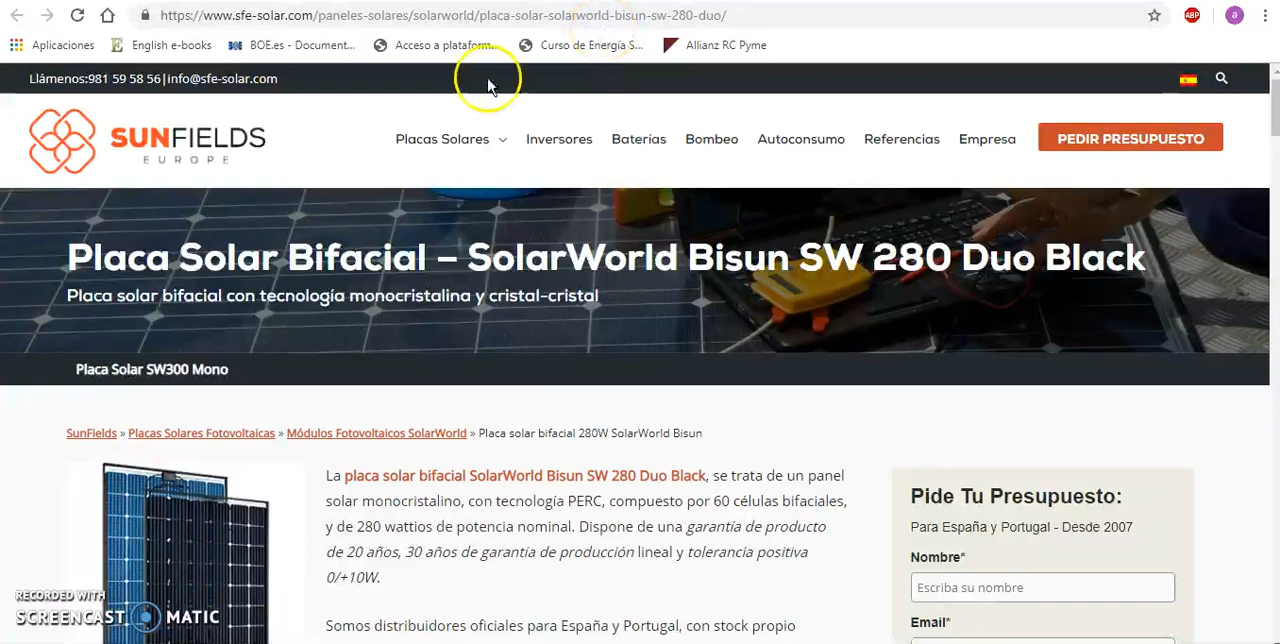 https://www.sfe-solar.com/paneles-solares/solarworld/placa-solar-solarworld-bisun-sw-280-duo/
ABP
a
Aplicaciones
English e-books
BOE.es - Document...
Acceso a plataform...
Curso de Energía S...
Allianz RC Pyme
Llámenos:981 59 58 56|info@sfe-solar.com
SUNFIELDS
EUROPE
Placas Solares
Inversores
Baterías
Bombeo
Autoconsumo
Referencias
Empresa
PEDIR PRESUPUESTO
Placa Solar Bifacial – SolarWorld Bisun SW 280 Duo Black
Placa solar bifacial con tecnología monocristalina y cristal-cristal
Placa Solar SW300 Mono
SunFields » Placas Solares Fotovoltaicas » Módulos Fotovoltaicos SolarWorld » Placa solar bifacial 280W SolarWorld Bisun
La placa solar bifacial SolarWorld Bisun SW 280 Duo Black, se trata de un panel
solar monocristalino, con tecnología PERC, compuesto por 60 células bifaciales,
y de 280 wattios de potencia nominal. Dispone de una garantía de producto
de 20 años, 30 años de garantía de producción lineal y tolerancia positiva
0/+10W.
Somos distribuidores oficiales para España y Portugal, con stock propio
Pide Tu Presupuesto:
Para España y Portugal - Desde 2007
Nombre*
Escriba su nombre
Email*
RECORDED WITH
SCREENCAST MATIC